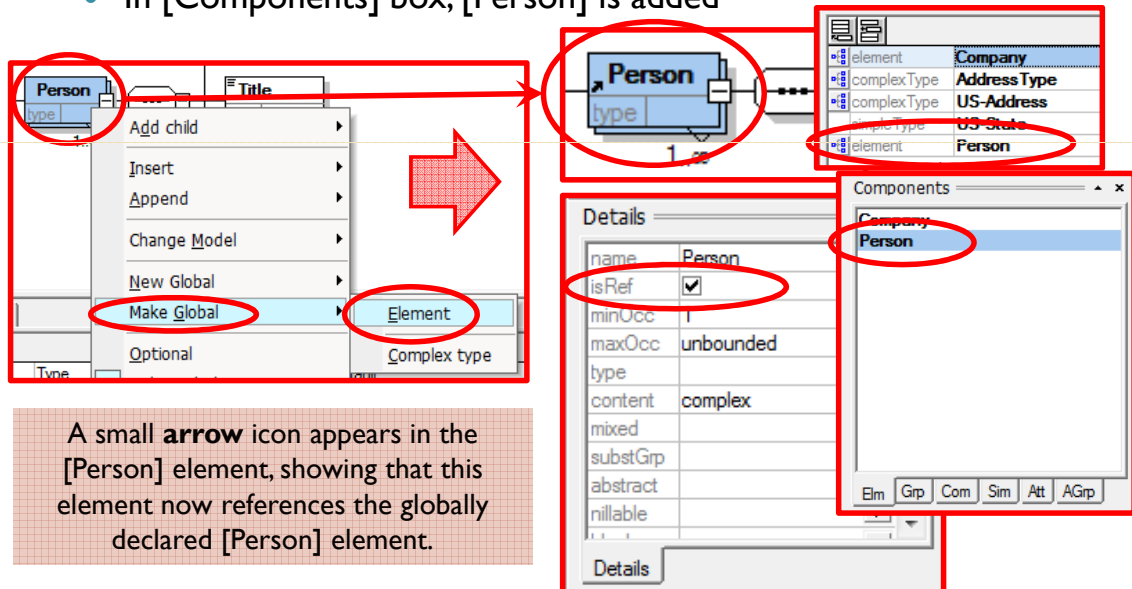 • In [Components] box, [Person] is added
Person
type
1..
Title
Add child
Insert
Append
Change Model
New Global
Make Global
Optional
Element
Complex type
Type
Person
type
1..∞
element Company
complexType AddressType
complexType US-Address
simpleType US-State
element Person
Details
name Person
isRef
minOcc 1
maxOcc unbounded
type
content complex
mixed
substGrp
abstract
nillable
Details
Components
Company
Person
Elm Grp Com Sim Att AGrp
A small arrow icon appears in the
[Person] element, showing that this
element now references the globally
declared [Person] element.